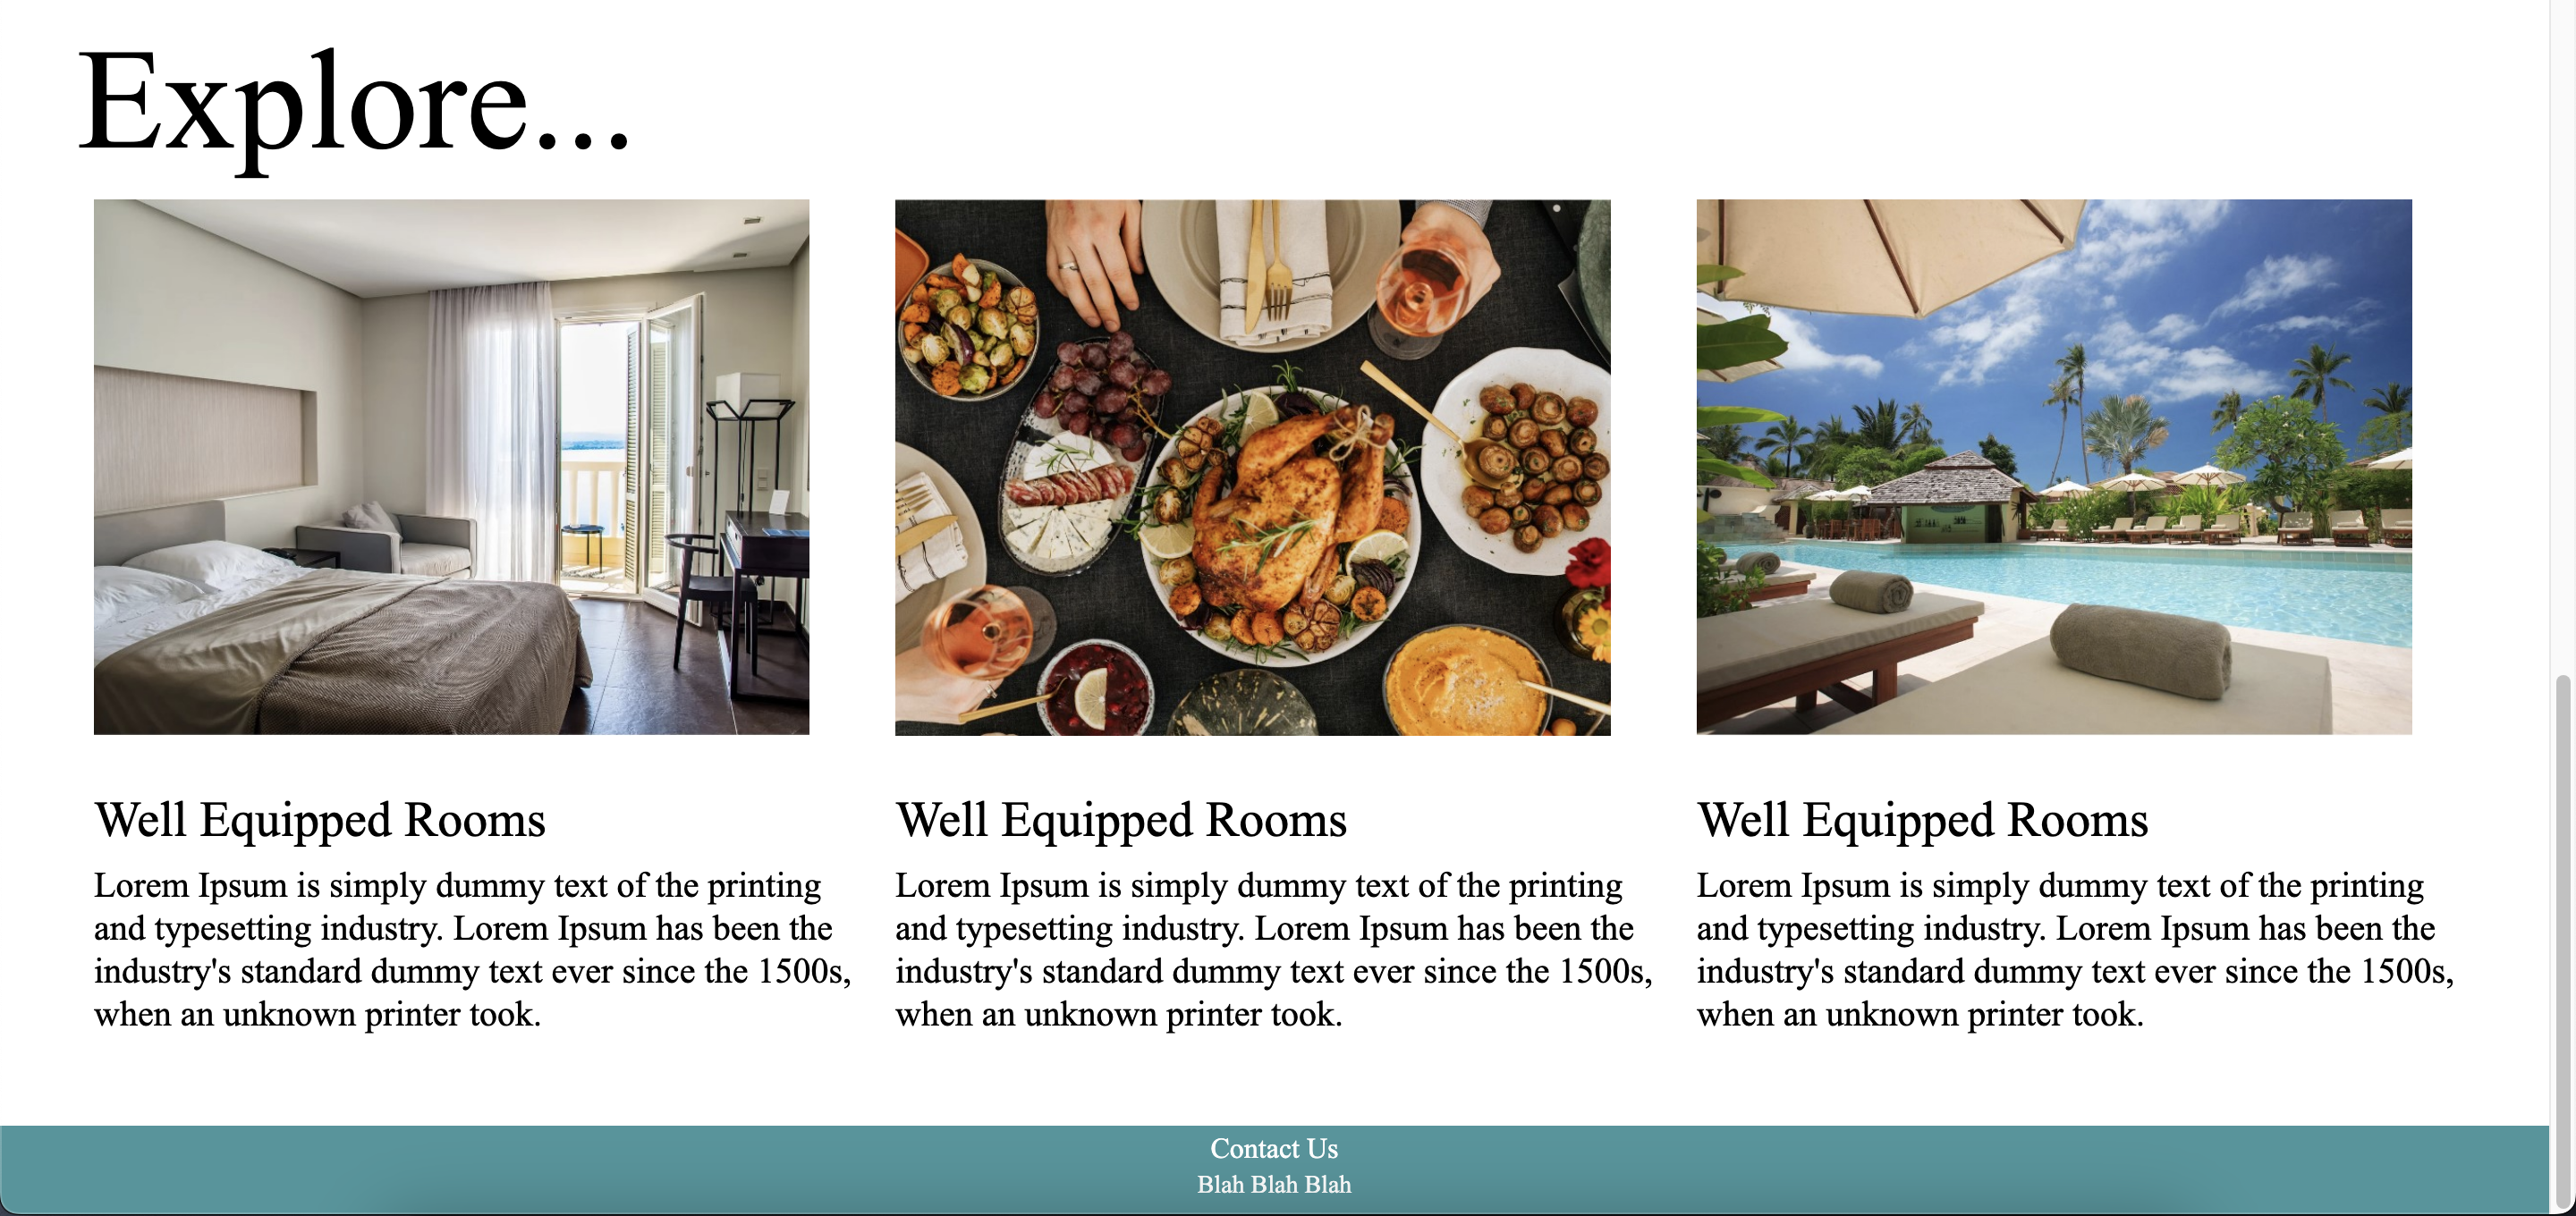 Explore...
Well Equipped Rooms
Lorem Ipsum is simply dummy text of the printing
and typesetting industry. Lorem Ipsum has been the
industry's standard dummy text ever since the 1500s,
when an unknown printer took.
Well Equipped Rooms
Lorem Ipsum is simply dummy text of the printing
and typesetting industry. Lorem Ipsum has been the
industry's standard dummy text ever since the 1500s,
when an unknown printer took.
Well Equipped Rooms
Lorem Ipsum is simply dummy text of the printing
and typesetting industry. Lorem Ipsum has been the
industry's standard dummy text ever since the 1500s,
when an unknown printer took.
Contact Us
Blah Blah Blah